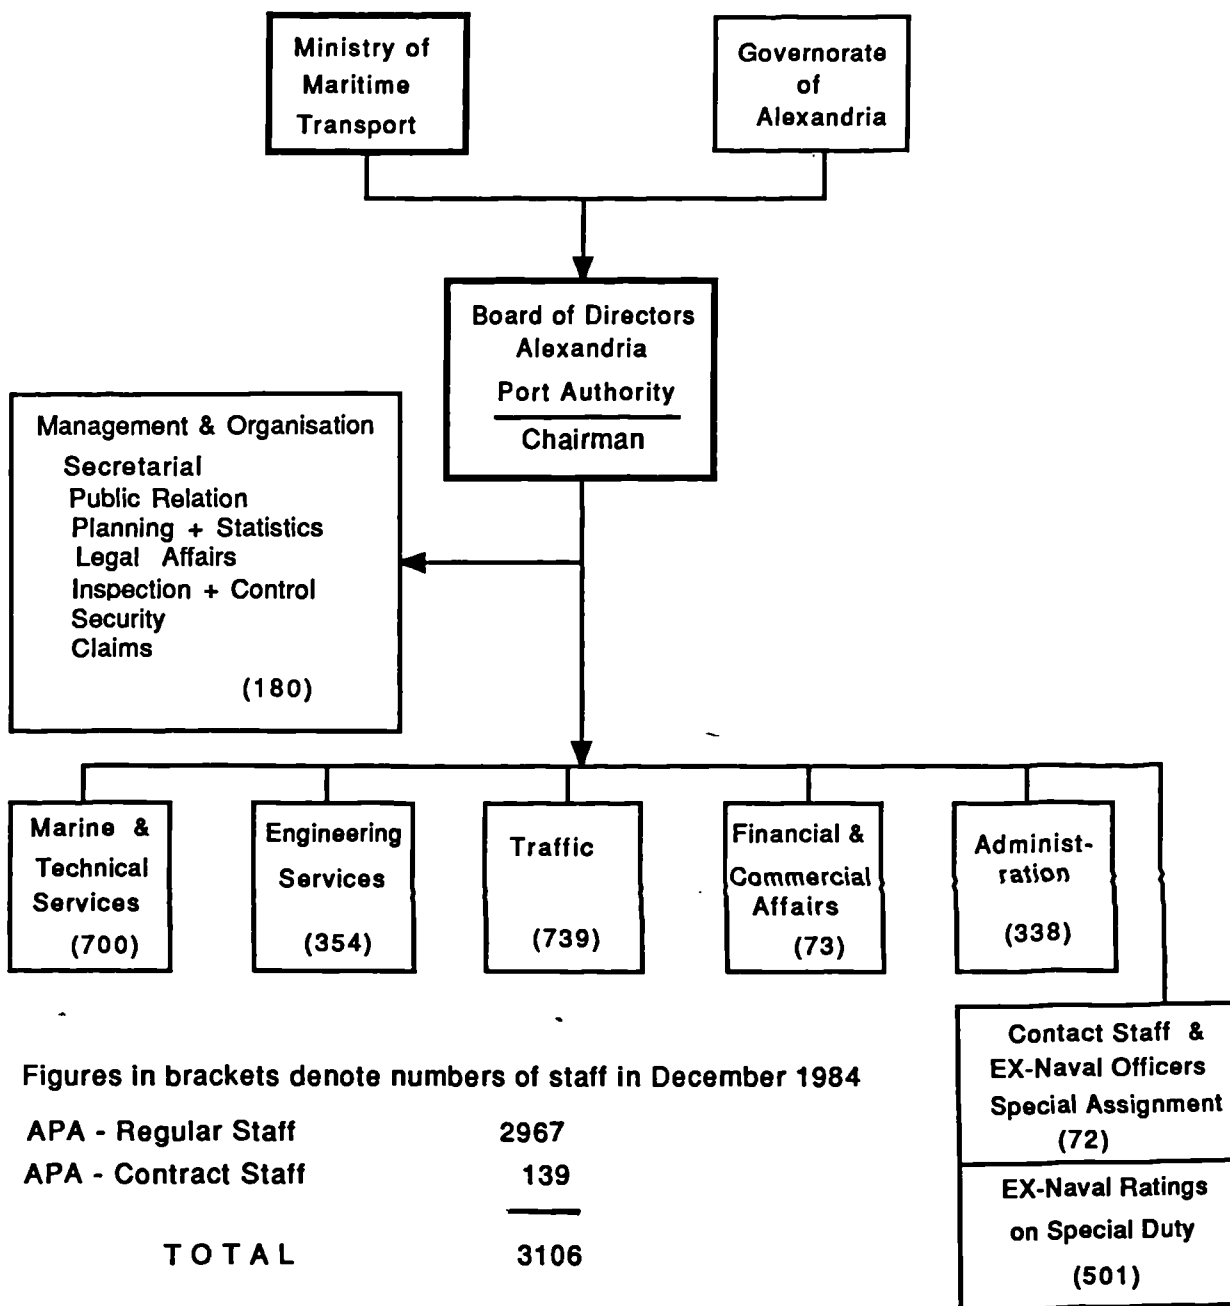 Ministry of
Maritime
Transport
Governorate
of
Alexandria
Board of Directors
Alexandria
Port Authority
Chairman
Management & Organisation
Secretarial
Public Relation
Planning + Statistics
Legal Affairs
Inspection + Control
Security
Claims
(180)
Marine &
Technical
Services
(700)
Engineering
Services
(354)
Traffic
(739)
Financial &
Commercial
Affairs
(73)
Administ-
ration
(338)
Contact Staff &
EX-Naval Officers
Special Assignment
(72)
EX-Naval Ratings
on Special Duty
(501)
Figures in brackets denote numbers of staff in December 1984
APA - Regular Staff 2967
APA - Contract Staff 139
TOTAL 3106